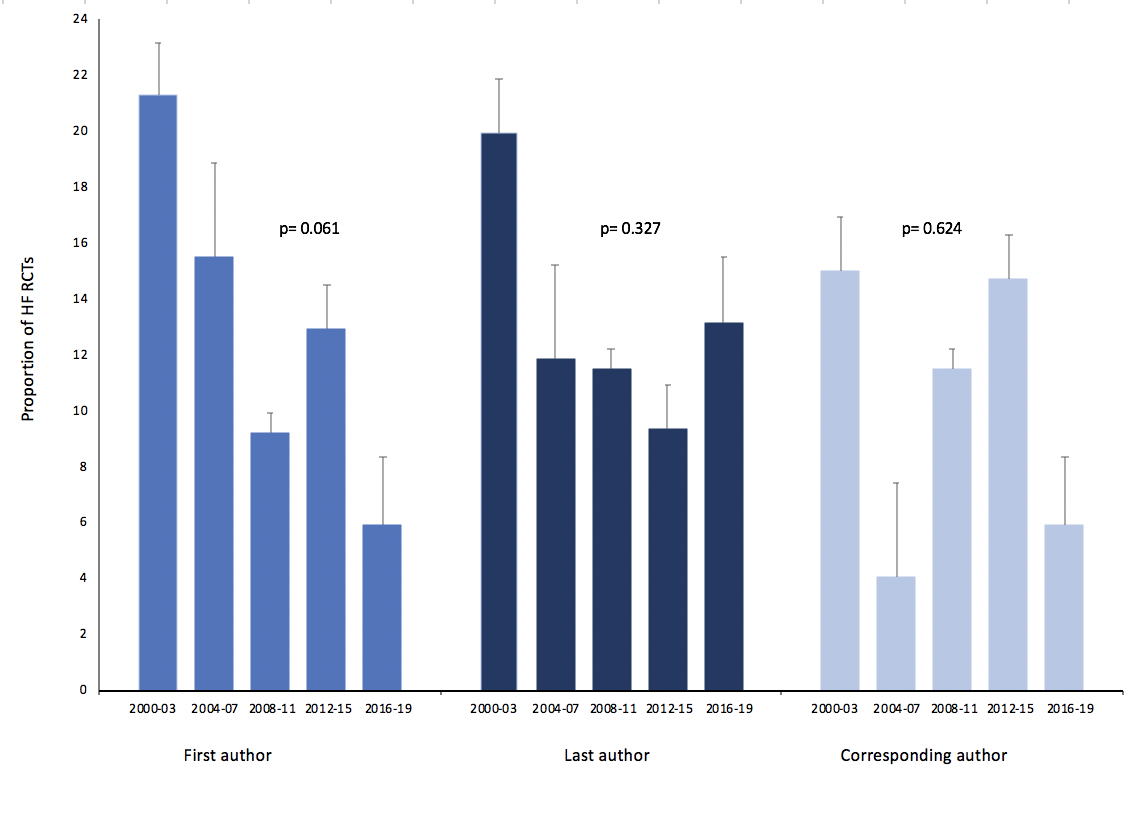 24
22
20
18
16
14
12
10
8
6
4
2
0
Proportion of HF RCTs
p= 0.061
p= 0.327
p= 0.624
2000-03 2004-07 2008-11 2012-15 2016-19
2000-03 2004-07 2008-11 2012-15 2016-19
2000-03 2004-07 2008-11 2012-15 2016-19
First author
Last author
Corresponding author